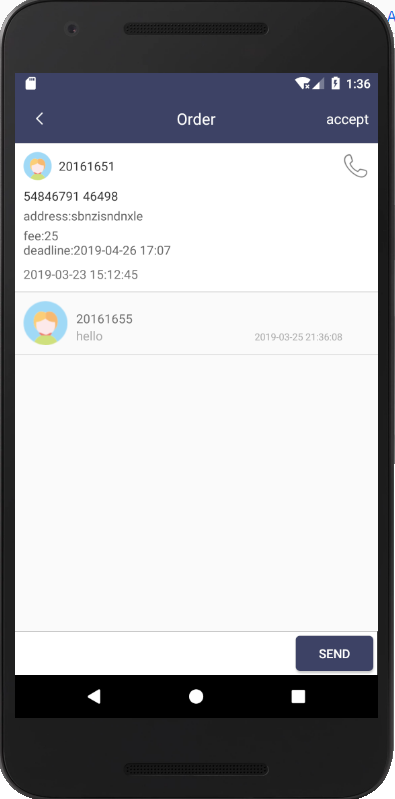 1:36
Order
accept
20161651
54846791 46498
address:sbnzisndnxle
fee:25
deadline:2019-04-26 17:07
2019-03-23 15:12:45
20161655
hello
2019-03-25 21:36:08
SEND